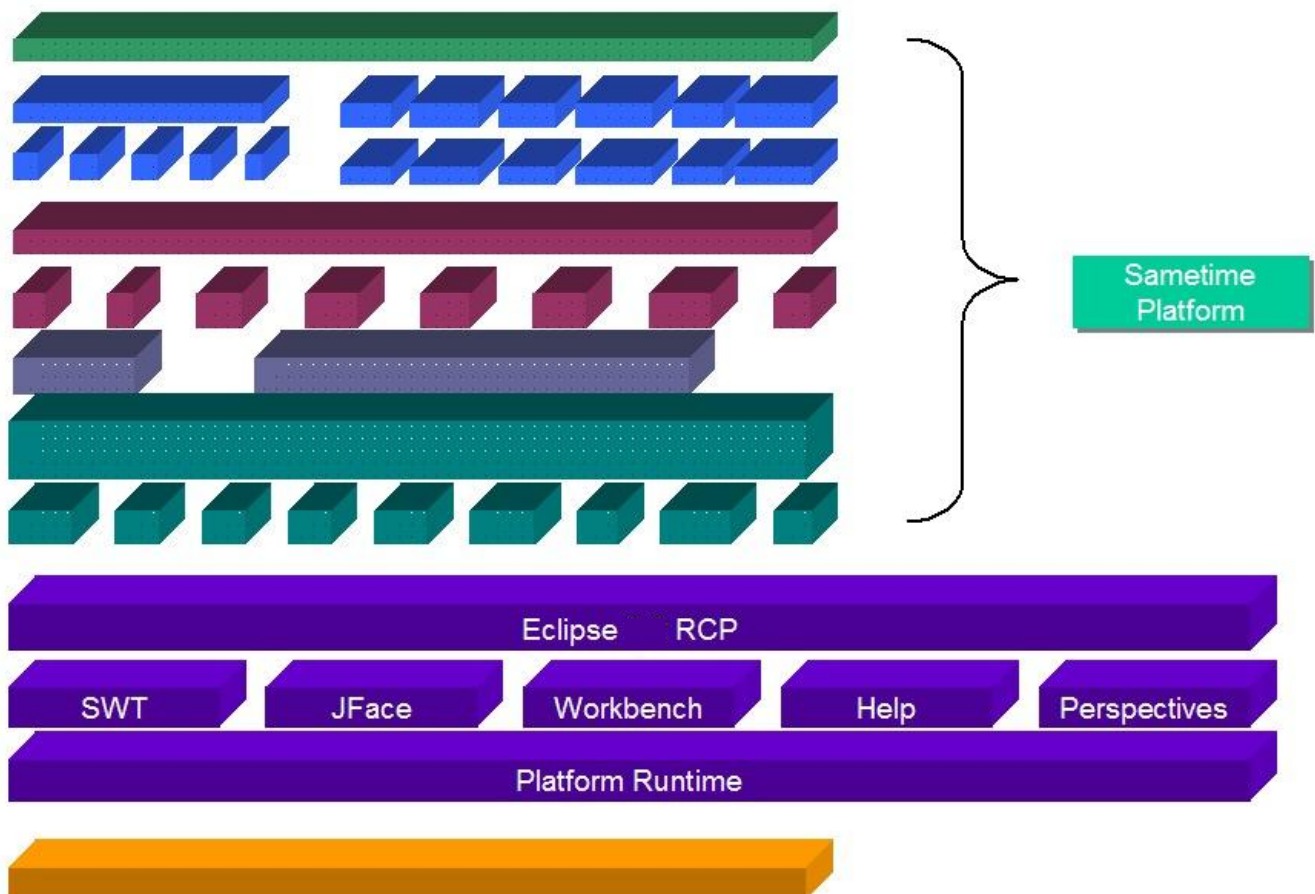 Sametime
Platform
Eclipse RCP
SWT JFace Workbench Help Perspectives
Platform Runtime